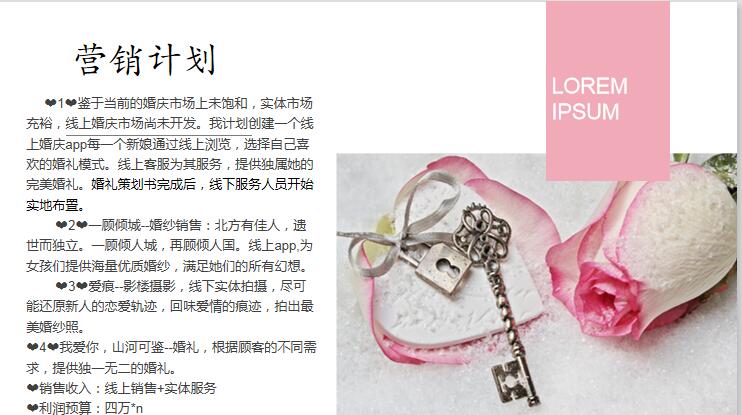 营销计划
❤1❤鉴于当前的婚庆市场上未饱和，实体市场
充裕，线上婚庆市场尚未开发。我计划创建一个线
上婚庆app每一个新娘通过线上浏览，选择自己喜
欢的婚礼模式。线上客服为其服务，提供独属她的
完美婚礼。婚礼策划书完成后，线下服务人员开始
实地布置。
❤2❤一顾倾城--婚纱销售：北方有佳人，遗
世而独立。一顾倾人城，再顾倾人国。线上app,为
女孩们提供海量优质婚纱，满足她们的所有幻想。
❤3❤爱痕--影楼摄影，线下实体拍摄，尽可
能还原新人的恋爱轨迹，回味爱情的痕迹，拍出最
美婚纱照。
❤4❤我爱你，山河可鉴--婚礼，根据顾客的不同需
求，提供独一无二的婚礼。
❤销售收入：线上销售+实体服务
❤利润预算：四万*n
LOREM
IPSUM